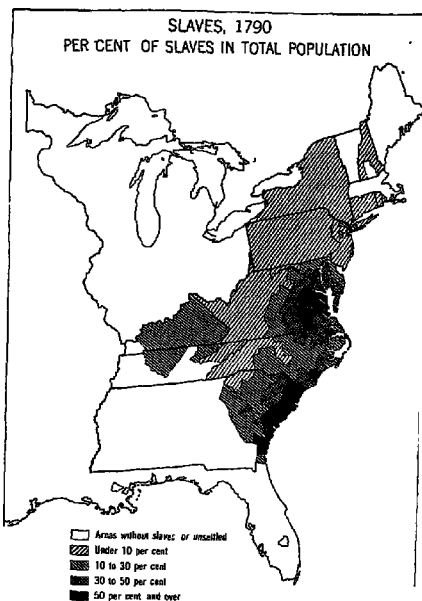 SLAVES, 1790
PER CENT OF SLAVES IN TOTAL POPULATION
Areas without slaves or unsettled
Under 10 per cent
10 to 30 per cent
30 to 50 per cent
50 per cent and over